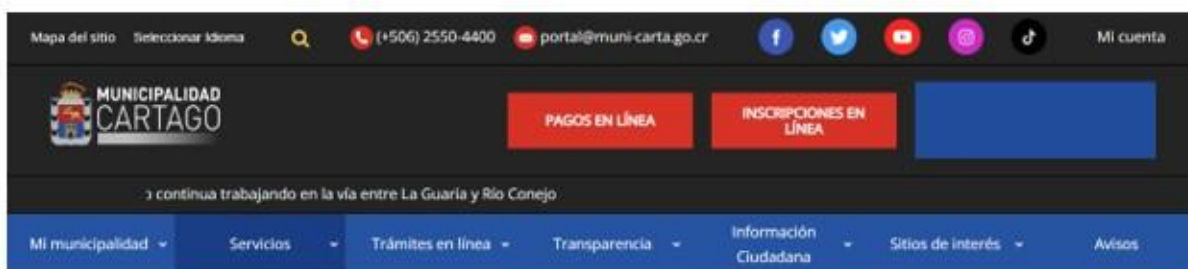 Mapa del sitio Seleccionar Idioma (+506) 2550-4400 portal@muni-carta.go.cr Mi cuenta
MUNICIPALIDAD
CARTAGO
PAGOS EN LÍNEA
INSCRIPCIONES EN
LÍNEA
continua trabajando en la vía entre La Guaria y Río Conejo
Mi municipalidad Servicios Trámites en línea Transparencia Información
Ciudadana Sitios de interés Avisos